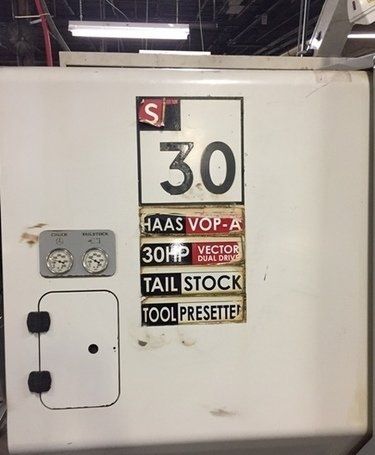 S
30
CHUCK TAILSTOCK
HAAS VOP-A
30HP VECTOR
DUAL DRIVE
TAIL STOCK
TOOL PRESETTER